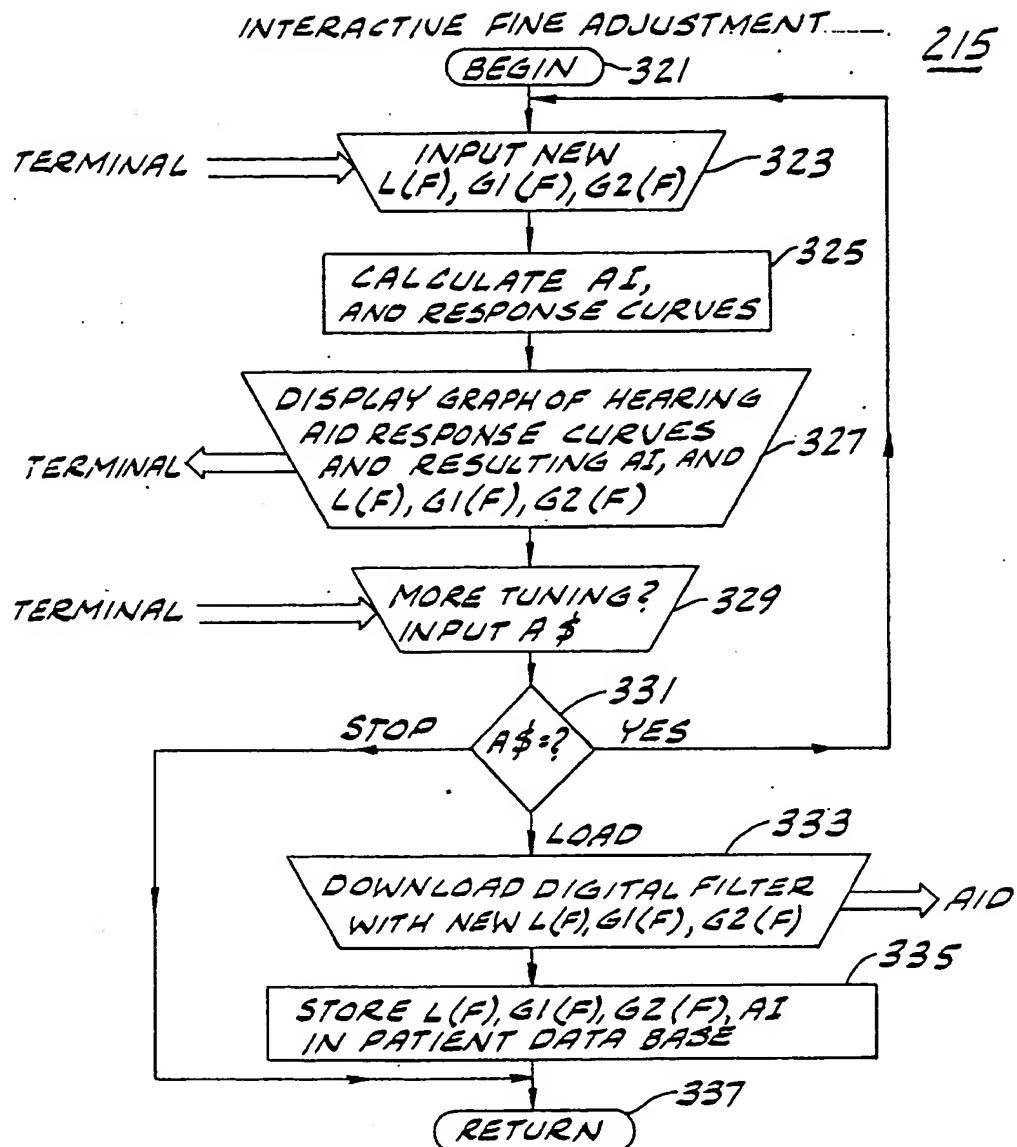 INTERACTIVE FINE ADJUSTMENT
215
BEGIN
321
TERMINAL
INPUT NEW
L(F), G1(F), G2(F)
323
325
CALCULATE AI,
AND RESPONSE CURVES
DISPLAY GRAPH OF HEARING
AID RESPONSE CURVES
AND RESULTING AI, AND
L(F), G1(F), G2(F)
327
TERMINAL
TERMINAL
MORE TUNING?
INPUT A$
329
331
STOP
A$=?
YES
LOAD
333
DOWNLOAD DIGITAL FILTER
WITH NEW L(F), G1(F), G2(F)
AID
335
STORE L(F), G1(F), G2(F), AI
IN PATIENT DATA BASE
337
RETURN